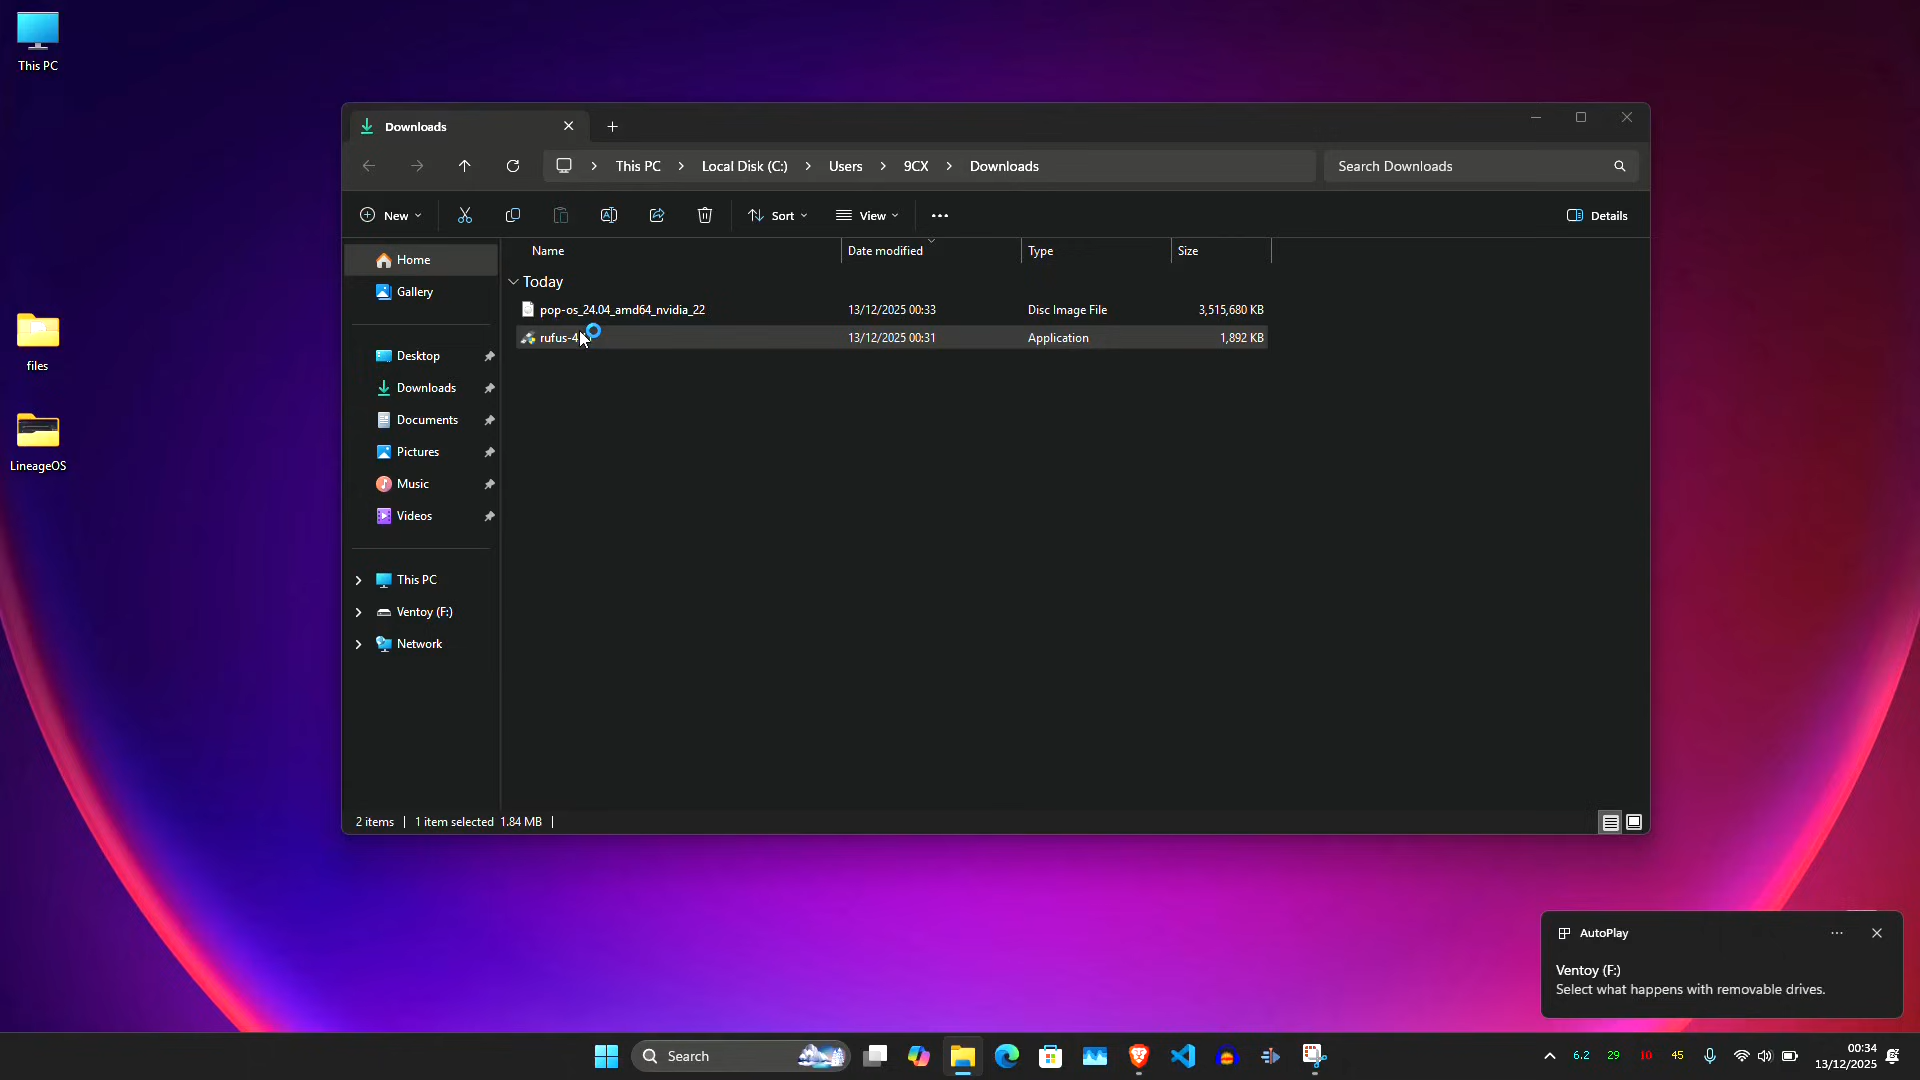 This PC
files
LineageOS
Downloads
This PC
Local Disk (C:)
Users
9CX
Downloads
Search Downloads
New
Sort
View
Details
Home
Gallery
Desktop
Downloads
Documents
Pictures
Music
Videos
This PC
Ventoy (F:)
Network
Name Date modified Type Size
Today
pop-os_24.04_amd64_nvidia_22 13/12/2025 00:33 Disc Image File 3,515,680 KB
13/12/2025 00:31 Application 1,892 KB
2 items 1 item selected 1.84 MB
AutoPlay
Ventoy (F:)
Select what happens with removable drives.
Search
6.2 29 10 45
00:34
13/12/2025